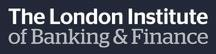 The London Institute
of Banking & Finance